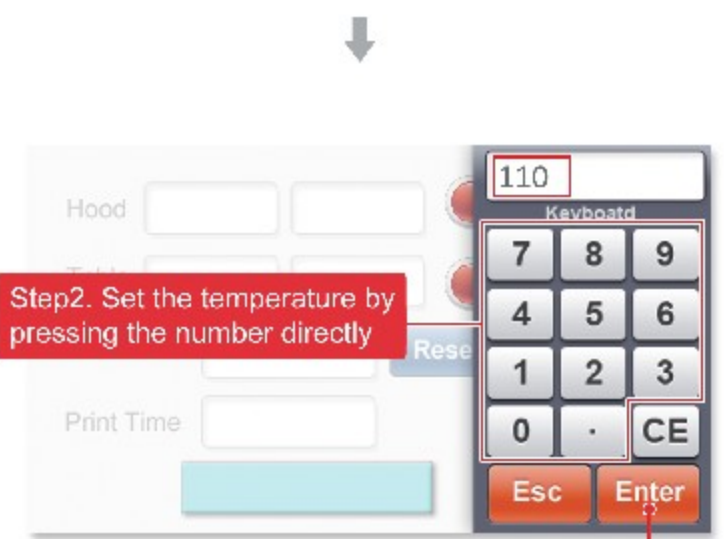 110
Keyboatd
Hood
7 8 9
Step2. Set the temperature by
pressing the number directly
4 5 6
Rese
1 2 3
Print Time
0 . CE
Esc Enter